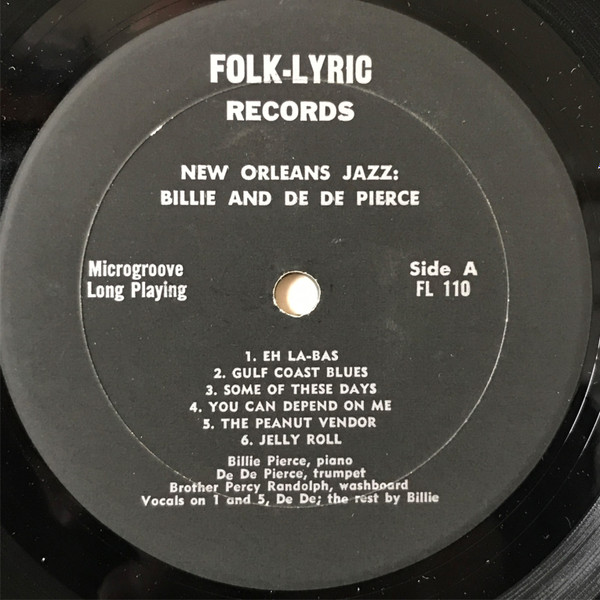 FOLK-LYRIC
RECORDS
NEW ORLEANS JAZZ:
BILLIE AND DE DE PIERCE
Microgroove
Long Playing
Side A
FL 110
1. EH LA-BAS
2. GULF COAST BLUES
3. SOME OF THESE DAYS
4. YOU CAN DEPEND ON ME
5. THE PEANUT VENDOR
6. JELLY ROLL
Billie Pierce, piano
De De Pierce, trumpet
Brother Percy Randolph, washboard
Vocals on 1 and 5, De De; the rest by Billie